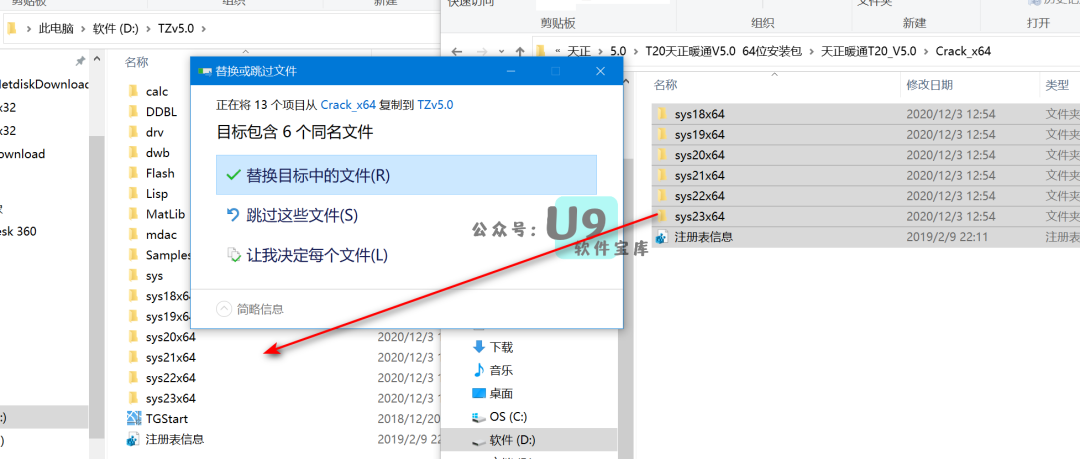 剪贴板
组织
新建
此电脑 > 软件 (D:) > TZv5.0 >
名称
etdiskDownload
x32
x32
ownload
esk 360
:)
calc
DDBL
drv
dwb
Flash
Lisp
MatLib
mdac
Samples
sys
sys18x6
sys19x6
sys20x64 2020/12/3 1
sys21x64 2020/12/3 1
sys22x64 2020/12/3 1
sys23x64 2020/12/3 1
TGStart 2018/12/20
注册表信息 2019/2/9 22
替换或跳过文件
正在将 13 个项目从 Crack_x64 复制到 TZv5.0
目标包含 6 个同名文件
替换目标中的文件(R)
跳过这些文件(S)
让我决定每个文件(L)
简略信息
快速访问
文件夹
剪贴板
组织
新建
打开
« 天正 > 5.0 > T20天正暖通V5.0 64位安装包 > 天正暖通T20_V5.0 > Crack_x64
名称 修改日期 类型
sys18x64 2020/12/3 12:54 文件夹
sys19x64 2020/12/3 12:54 文件夹
sys20x64 2020/12/3 12:54 文件夹
sys21x64 2020/12/3 12:54 文件夹
sys22x64 2020/12/3 12:54 文件夹
sys23x64 2020/12/3 12:54 文件夹
注册表信息 2019/2/9 22:11 注册表
公众号: U9
软件宝库
下载
音乐
桌面
OS (C:)
软件 (D:)